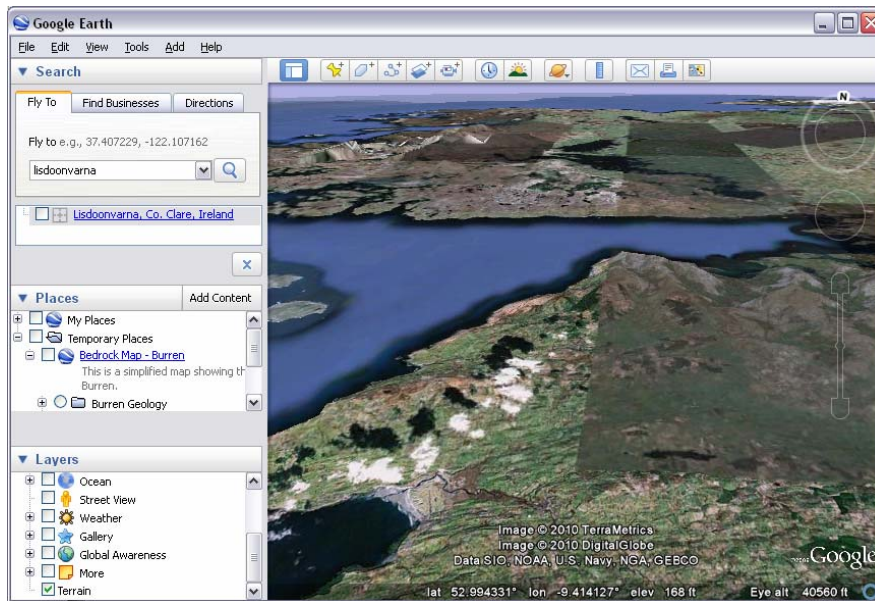 Google Earth
File Edit View Tools Add Help
Search
Fly To Find Businesses Directions
Fly to e.g., 37.407229, -122.107162
lisdoonvarna
Lisdoonvarna, Co. Clare, Ireland
Places Add Content
My Places
Temporary Places
Bedrock Map - Burren
This is a simplified map showing th
Burren.
Burren Geology
Layers
Ocean
Street View
Weather
Gallery
Global Awareness
More
Terrain
N
Image © 2010 TerraMetrics
Image © 2010 DigitalGlobe
Data SIO, NOAA, U.S. Navy, NGA, GEBCO
Google
lat 52.994331° lon -9.414127° elev 168 ft Eye alt 40560 ft